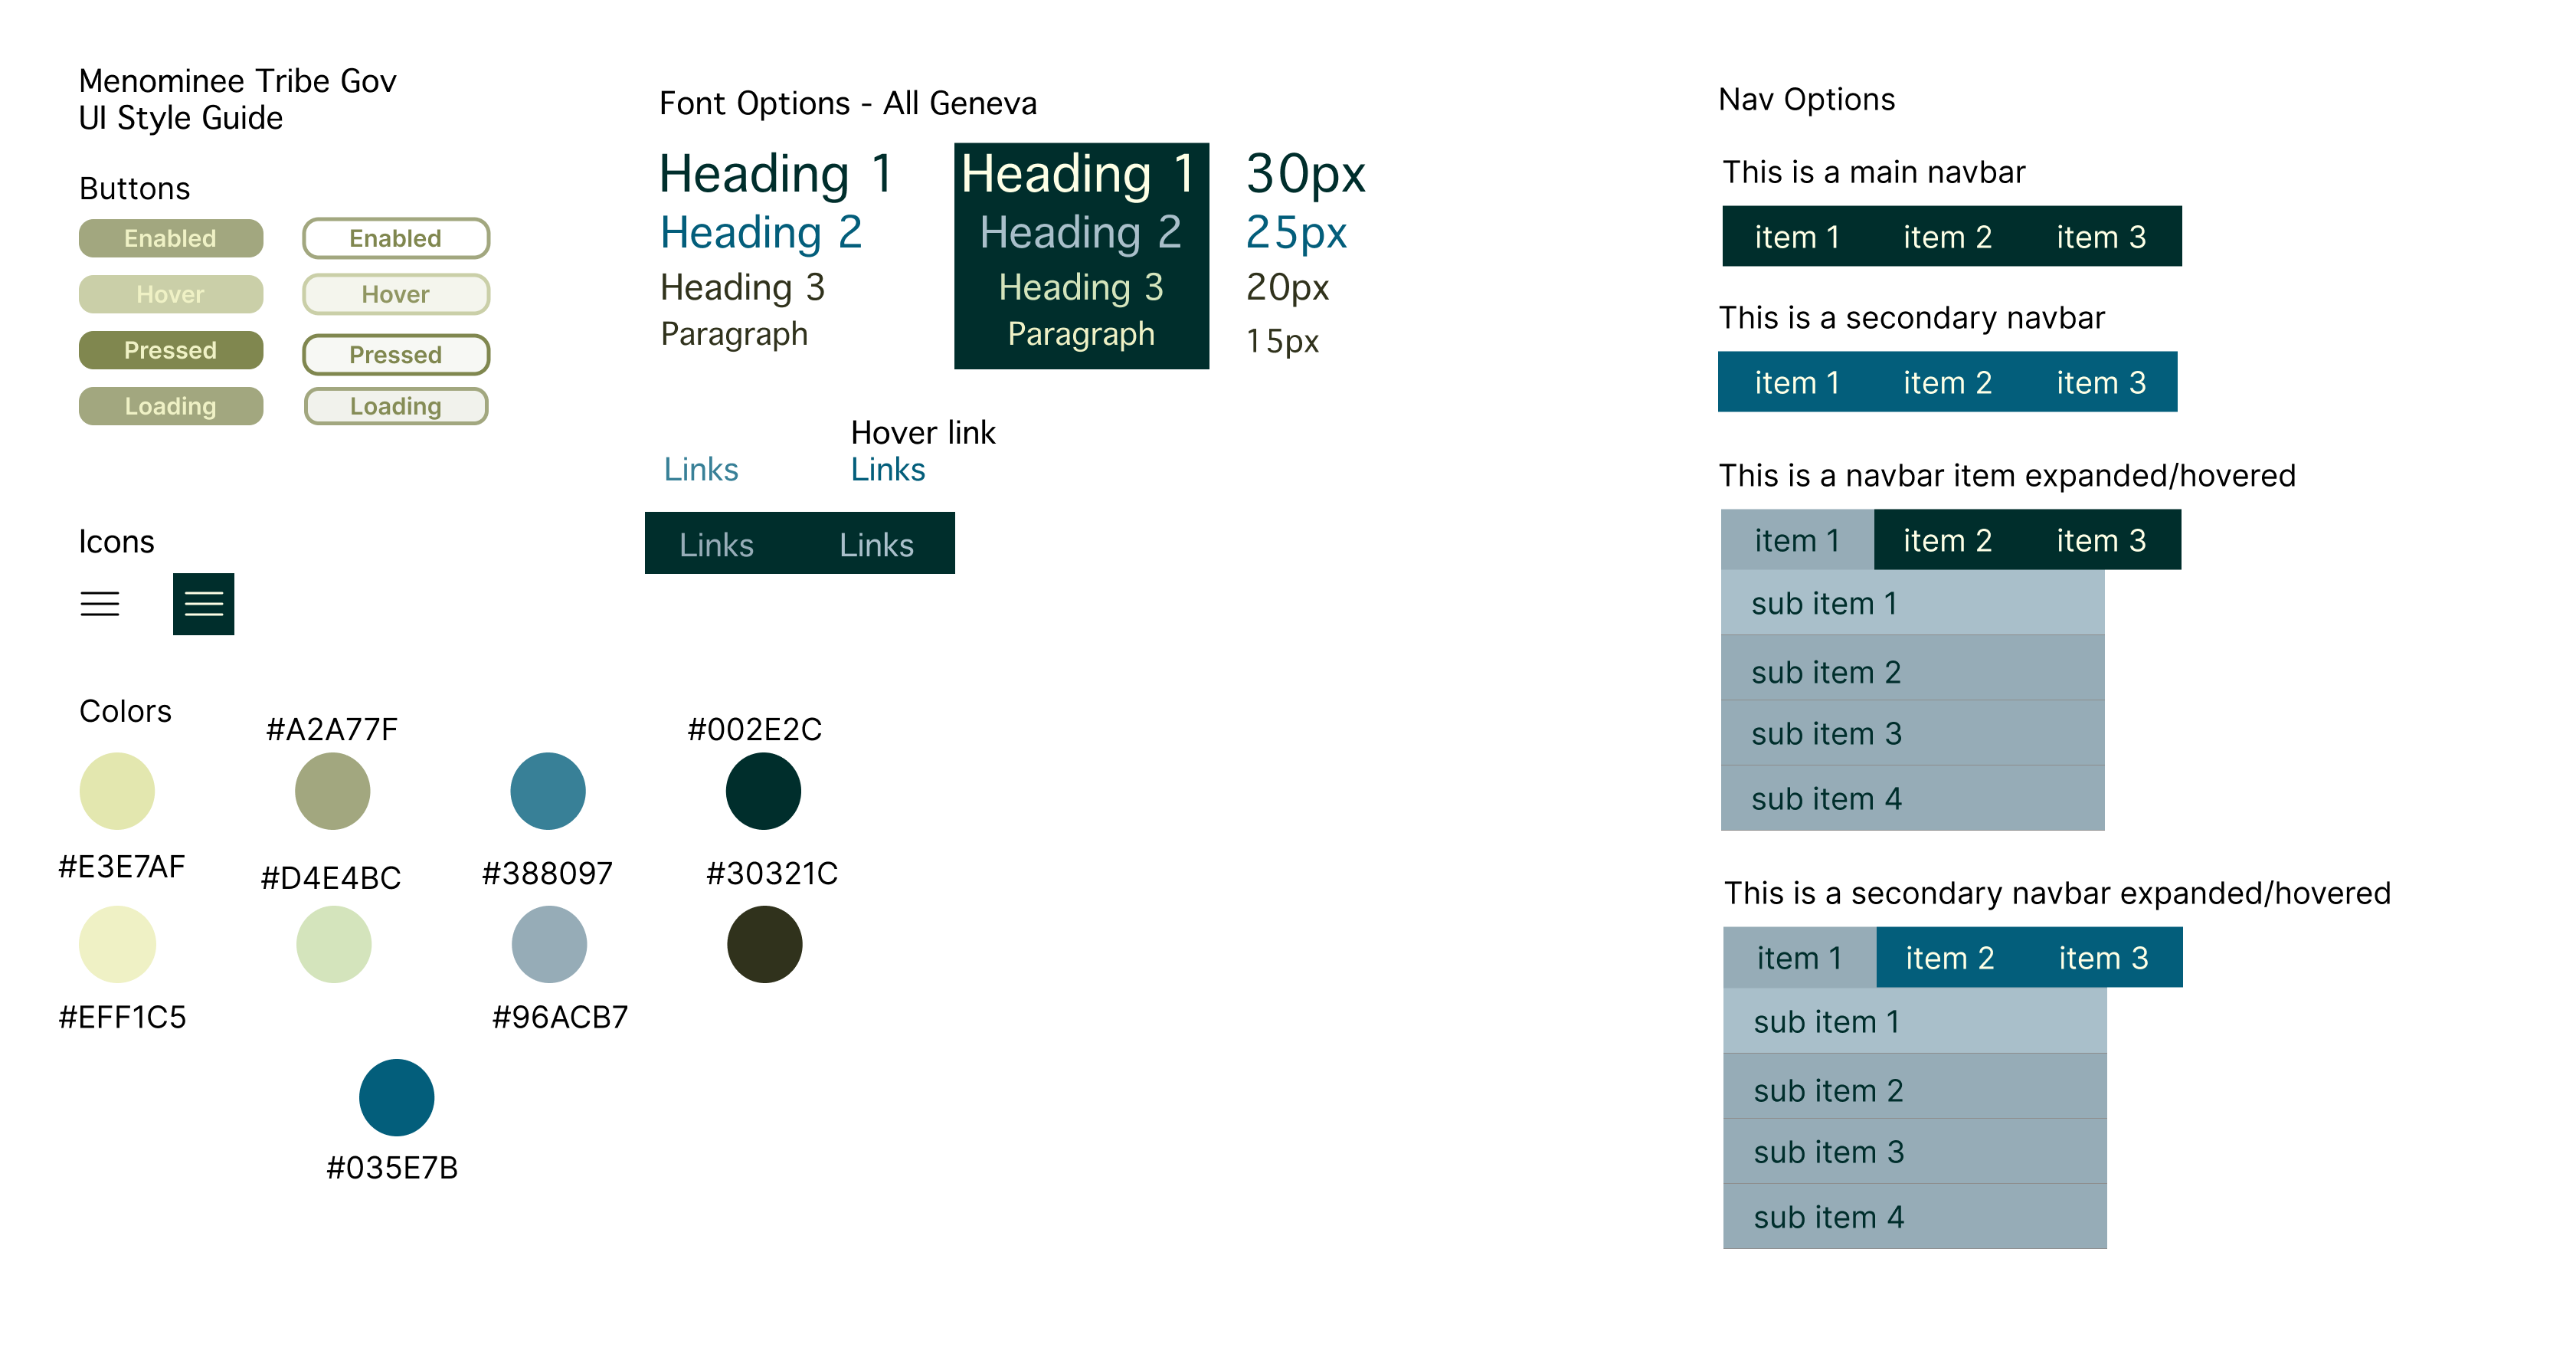 Menominee Tribe Gov
UI Style Guide
Buttons
Enabled
Enabled
Hover
Hover
Pressed
Pressed
Loading
Loading
Icons
Colors
#A2A77F
#002E2C
#E3E7AF
#D4E4BC
#388097
#30321C
#EFF1C5
#96ACB7
#035E7B
Font Options - All Geneva
Heading 1
Heading 1
30px
Heading 2
Heading 2
25px
Heading 3
Heading 3
20px
Paragraph
Paragraph
15px
Hover link
Links
Links
Links
Links
Nav Options
This is a main navbar
item 1 item 2 item 3
This is a secondary navbar
item 1 item 2 item 3
This is a navbar item expanded/hovered
item 1 item 2 item 3
sub item 1
sub item 2
sub item 3
sub item 4
This is a secondary navbar expanded/hovered
item 1 item 2 item 3
sub item 1
sub item 2
sub item 3
sub item 4